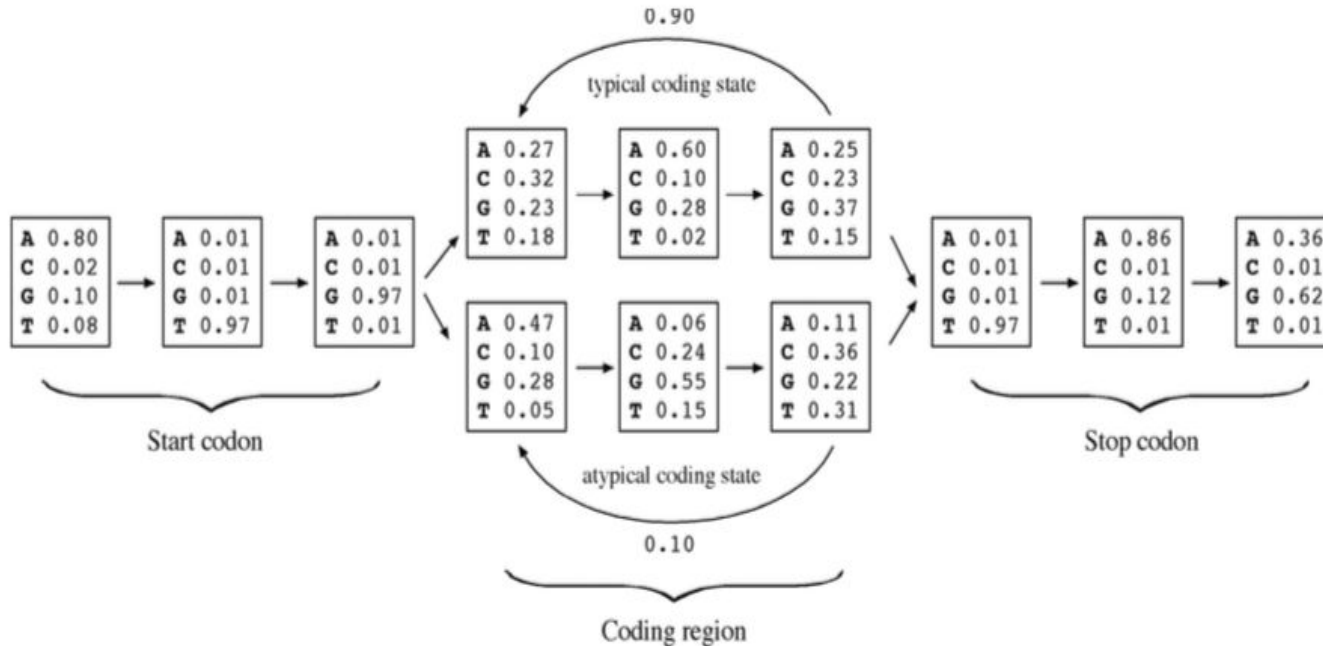 0.90
typical coding state
A 0.27
C 0.32
G 0.23
T 0.18
A 0.60
C 0.10
G 0.28
T 0.02
A 0.25
C 0.23
G 0.37
T 0.15
A 0.80
C 0.02
G 0.10
T 0.08
A 0.01
C 0.01
G 0.01
T 0.97
A 0.01
C 0.01
G 0.97
T 0.01
A 0.47
C 0.10
G 0.28
T 0.05
A 0.06
C 0.24
G 0.55
T 0.15
A 0.11
C 0.36
G 0.22
T 0.31
A 0.01
C 0.01
G 0.01
T 0.97
A 0.86
C 0.01
G 0.12
T 0.01
A 0.36
C 0.01
G 0.62
T 0.01
Start codon
atypical coding state
0.10
Stop codon
Coding region